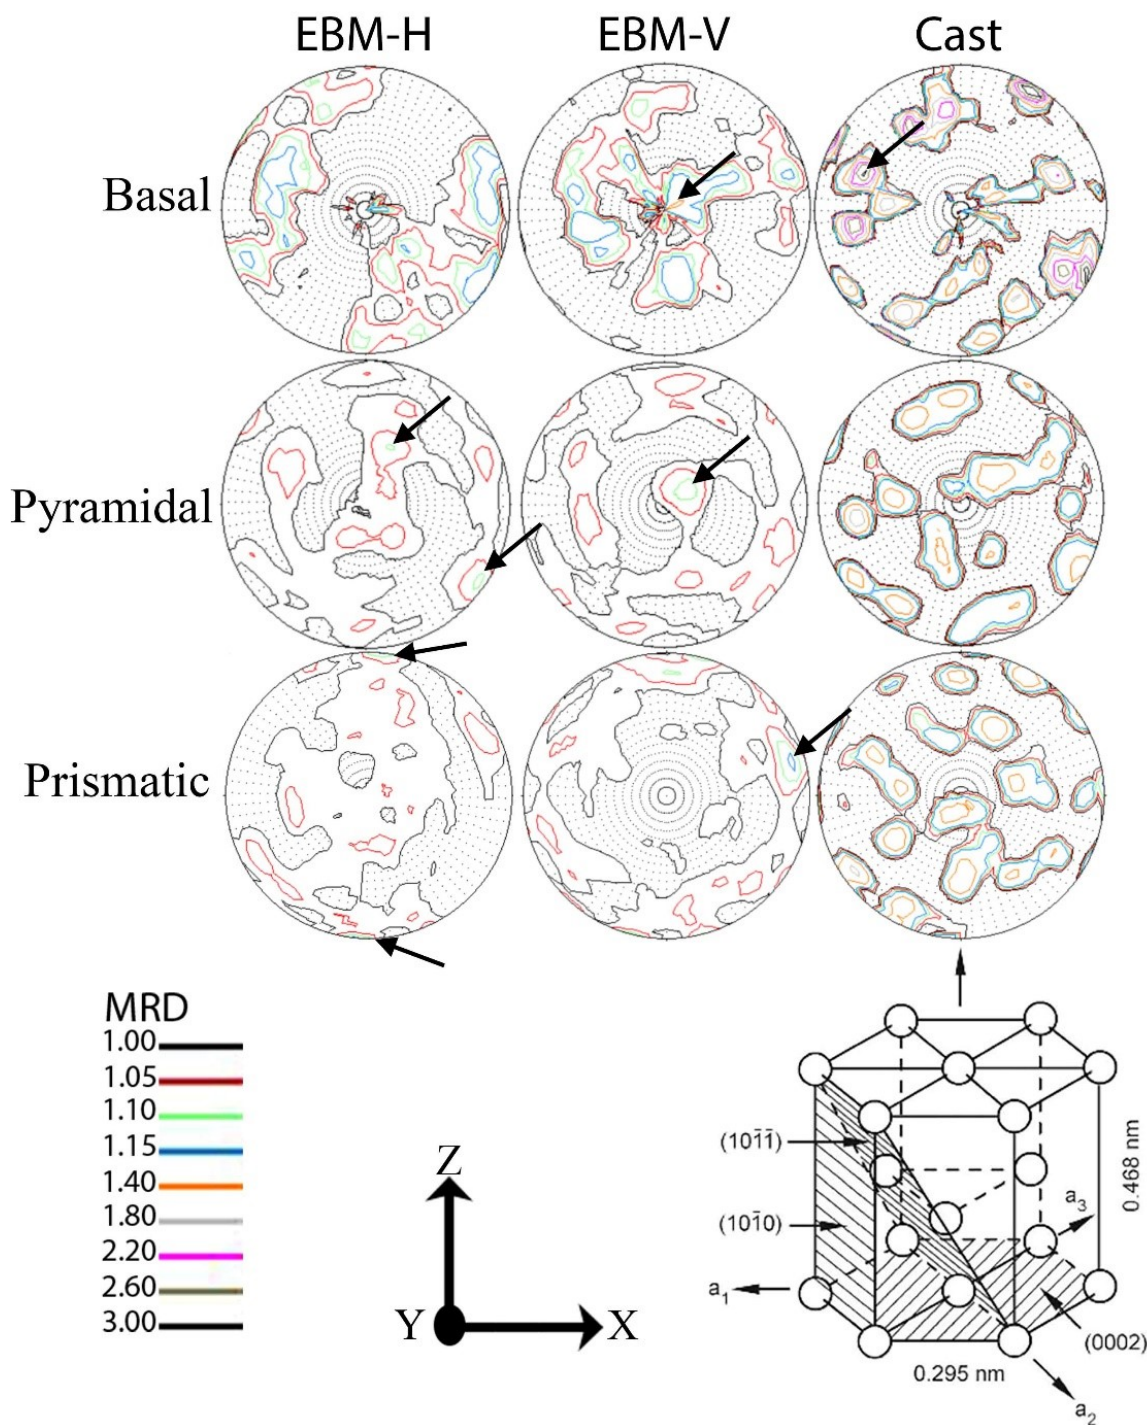 EBM-H EBM-V Cast
Basal
Pyramidal
Prismatic
MRD
1.00
1.05
1.10
1.15
1.40
1.80
2.20
2.60
3.00
Z
Y X
(101̄1̄)
(101̄0)
a1
a3
0.468 nm
(0002)
0.295 nm
a2